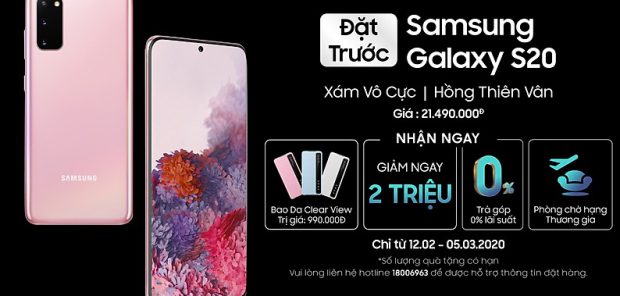 Đặt
Trước
Samsung
Galaxy S20
Xám Vô Cực | Hồng Thiên Vân
Giá : 21.490.000Đ
NHẬN NGAY
Bao Da Clear View
Trị giá: 990.000Đ
GIẢM NGAY
2 TRIỆU
0%
Trả góp
0% lãi suất
Phòng chờ hạng
Thương gia
Chỉ từ 12.02 - 05.03.2020
*Số lượng quà tặng có hạn
Vui lòng liên hệ hotline 18006963 để được hỗ trợ thông tin đặt hàng.
SAMSUNG